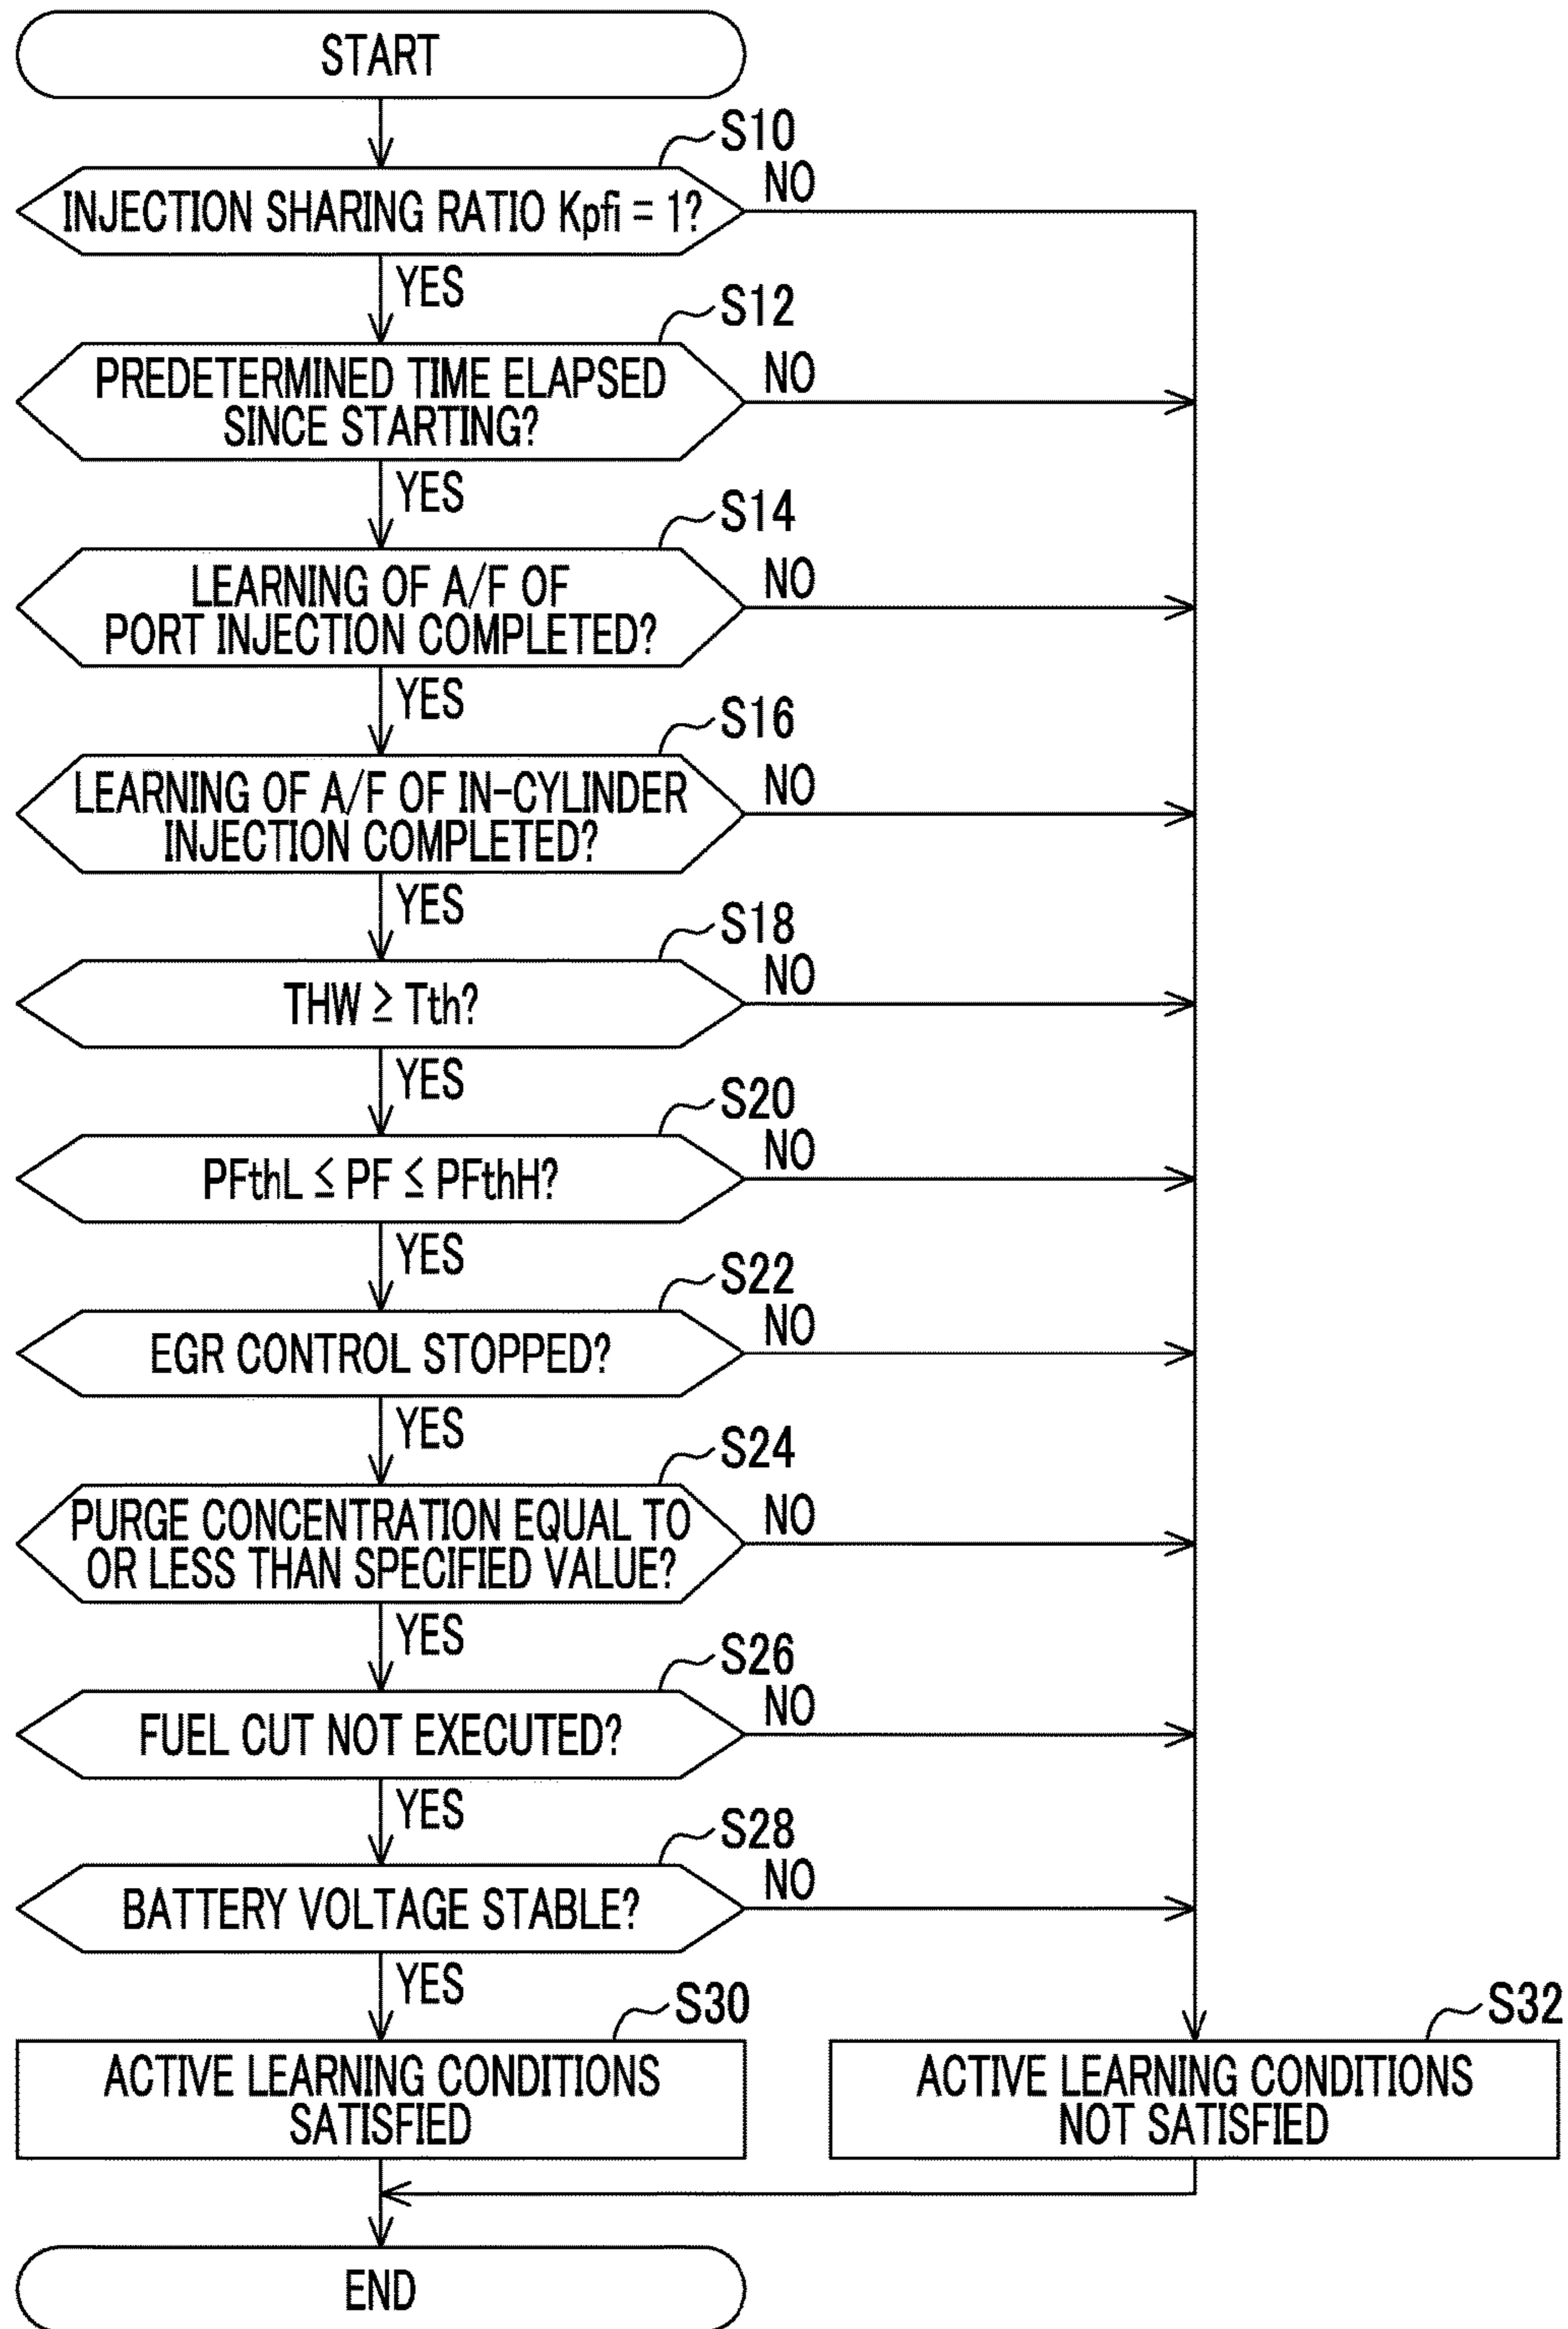 START
S10
INJECTION SHARING RATIO Kpfi = 1?
NO
YES
S12
PREDETERMINED TIME ELAPSED
SINCE STARTING?
NO
YES
S14
LEARNING OF A/F OF
PORT INJECTION COMPLETED?
NO
YES
S16
LEARNING OF A/F OF IN-CYLINDER
INJECTION COMPLETED?
NO
YES
S18
THW ≥ Tth?
NO
YES
S20
PFthL ≤ PF ≤ PFthH?
NO
YES
S22
EGR CONTROL STOPPED?
NO
YES
S24
PURGE CONCENTRATION EQUAL TO
OR LESS THAN SPECIFIED VALUE?
NO
YES
S26
FUEL CUT NOT EXECUTED?
NO
YES
S28
BATTERY VOLTAGE STABLE?
NO
YES
S30
ACTIVE LEARNING CONDITIONS
SATISFIED
S32
ACTIVE LEARNING CONDITIONS
NOT SATISFIED
END